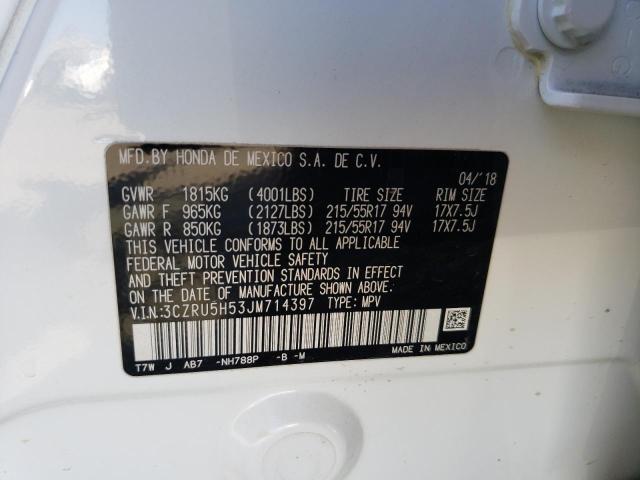 MFD.BY HONDA DE MEXICO S.A. DE C.V.
04/'18
GVWR 1815KG (4001LBS) TIRE SIZE RIM SIZE
GAWR F 965KG (2127LBS) 215/55R17 94V 17X7.5J
GAWR R 850KG (1873LBS) 215/55R17 94V 17X7.5J
THIS VEHICLE CONFORMS TO ALL APPLICABLE
FEDERAL MOTOR VEHICLE SAFETY
AND THEFT PREVENTION STANDARDS IN EFFECT
ON THE DATE OF MANUFACTURE SHOWN ABOVE.
V.I.N:3CZRU5H53JM714397 TYPE: MPV
T7W J AB7 -NH788P -B -M MADE IN MEXICO